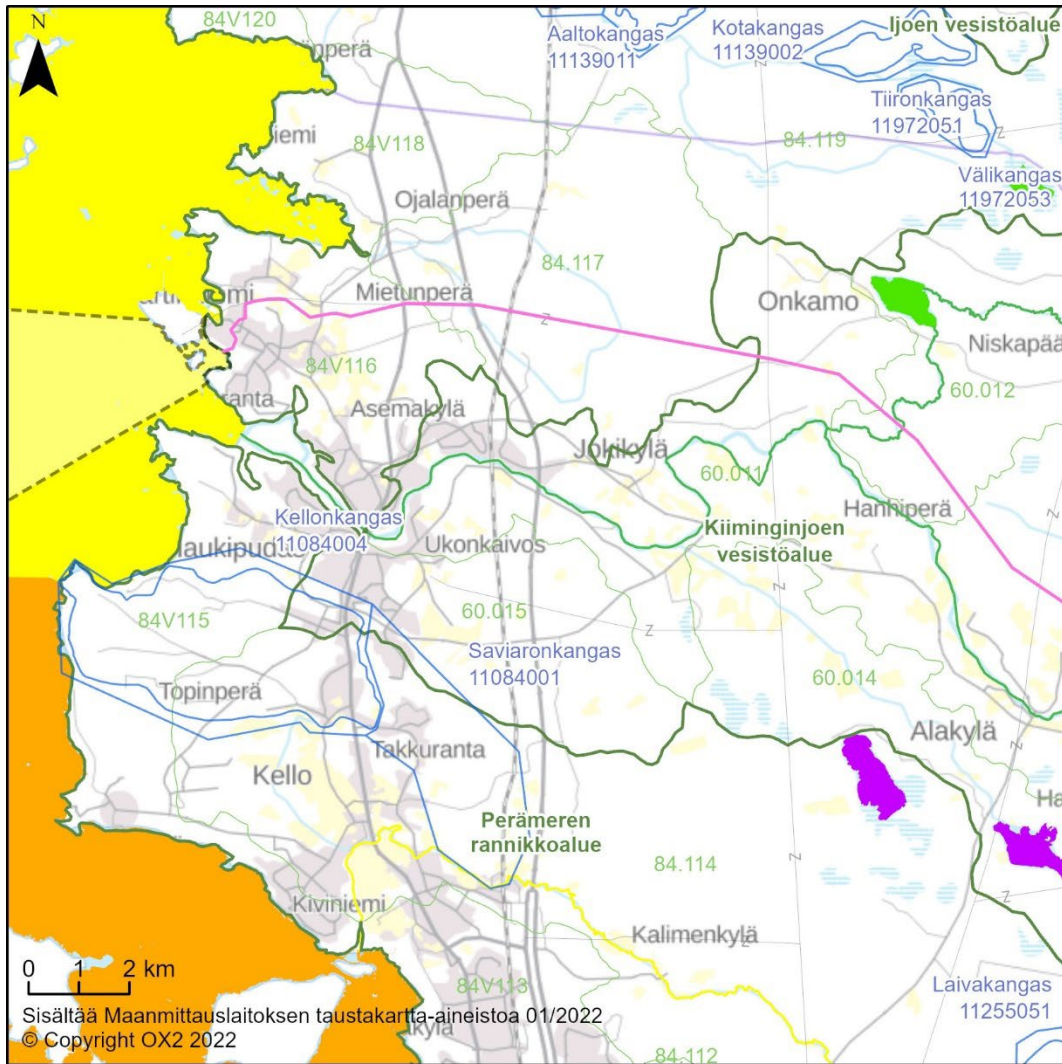 N
84V120
Aaltokangas
11139011
Kotakangas
11139002
Iijoen vesistöalue
Tiironkangas
11972051
84V118
84.119
Välikangas
11972053
Ojalanperä
84.117
Mietunperä
Onkamo
Niskapää
84V116
60.012
Asemakylä
Jokikylä
60.011
Hanhiperä
Kellonkangas
11084004
Ukonkaivos
Kiiminginjoen
vesistöalue
84V115
60.015
Saviaronkangas
11084001
60.014
Topinperä
Alakylä
Takkuranta
Kello
Perämeren
rannikkoalue
84.114
Kiviniemi
Kalimenkylä
84V113
Laivakangas
11255051
84.112
0 1 2 km
Sisältää Maanmittauslaitoksen taustakartta-aineistoa 01/2022
© Copyright OX2 2022